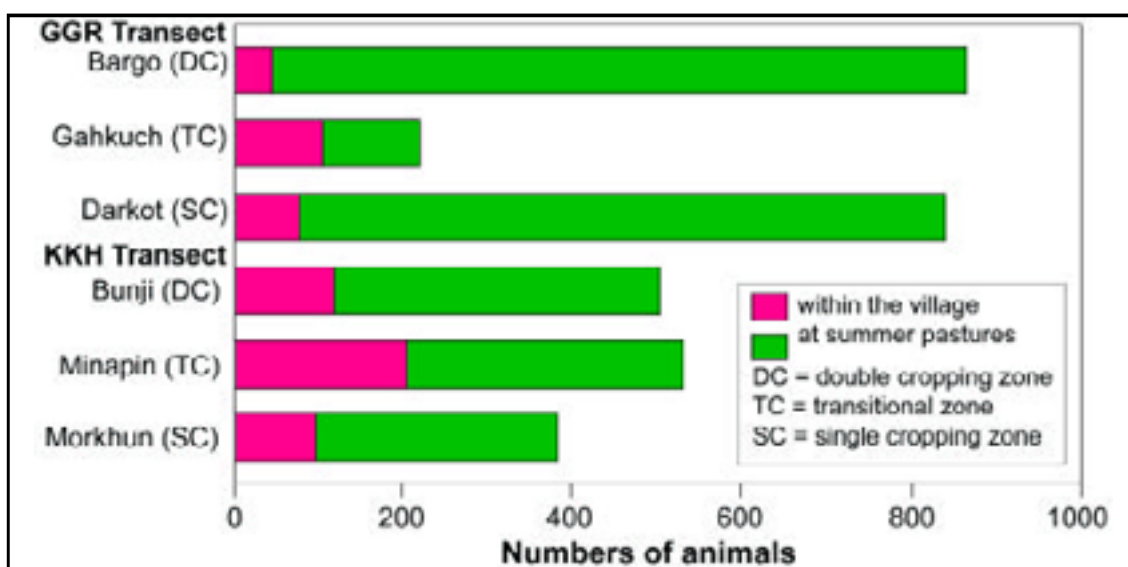 GGR Transect
Bargo (DC)
Gahkuch (TC)
Darkot (SC)
KKH Transect
Bunji (DC)
Minapin (TC)
Morkhun (SC)
within the village
at summer pastures
DC = double cropping zone
TC = transitional zone
SC = single cropping zone
0 200 400 600 800 1000
Numbers of animals